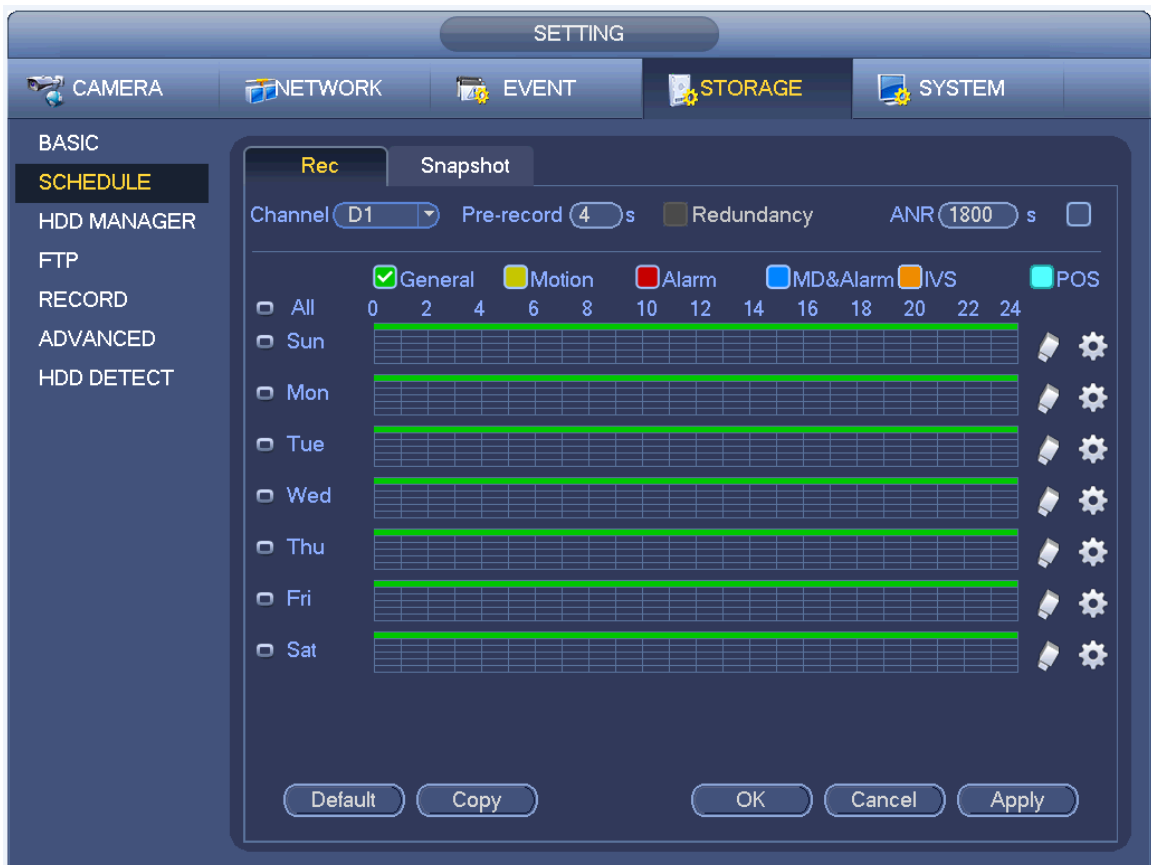 SETTING
CAMERA NETWORK EVENT STORAGE SYSTEM
BASIC
SCHEDULE
HDD MANAGER
FTP
RECORD
ADVANCED
HDD DETECT
Rec Snapshot
Channel D1 Pre-record 4 s Redundancy ANR 1800 s
General Motion Alarm MD&Alarm IVS POS
All 0 2 4 6 8 10 12 14 16 18 20 22 24
Sun
Mon
Tue
Wed
Thu
Fri
Sat
Default Copy OK Cancel Apply